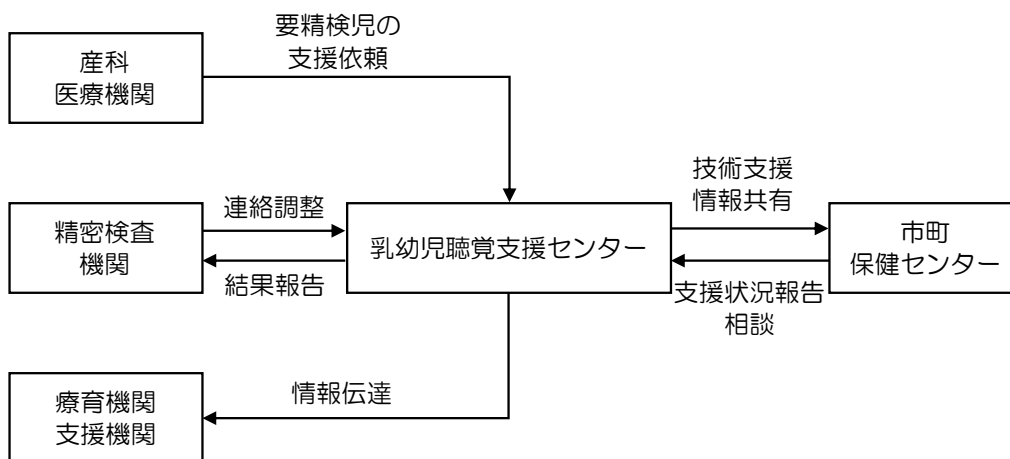 要精検児の
支援依頼
産科
医療機関
連絡調整
精密検査
機関
結果報告
乳幼児聴覚支援センター
技術支援
情報共有
市町
保健センター
支援状況報告
相談
情報伝達
療育機関
支援機関